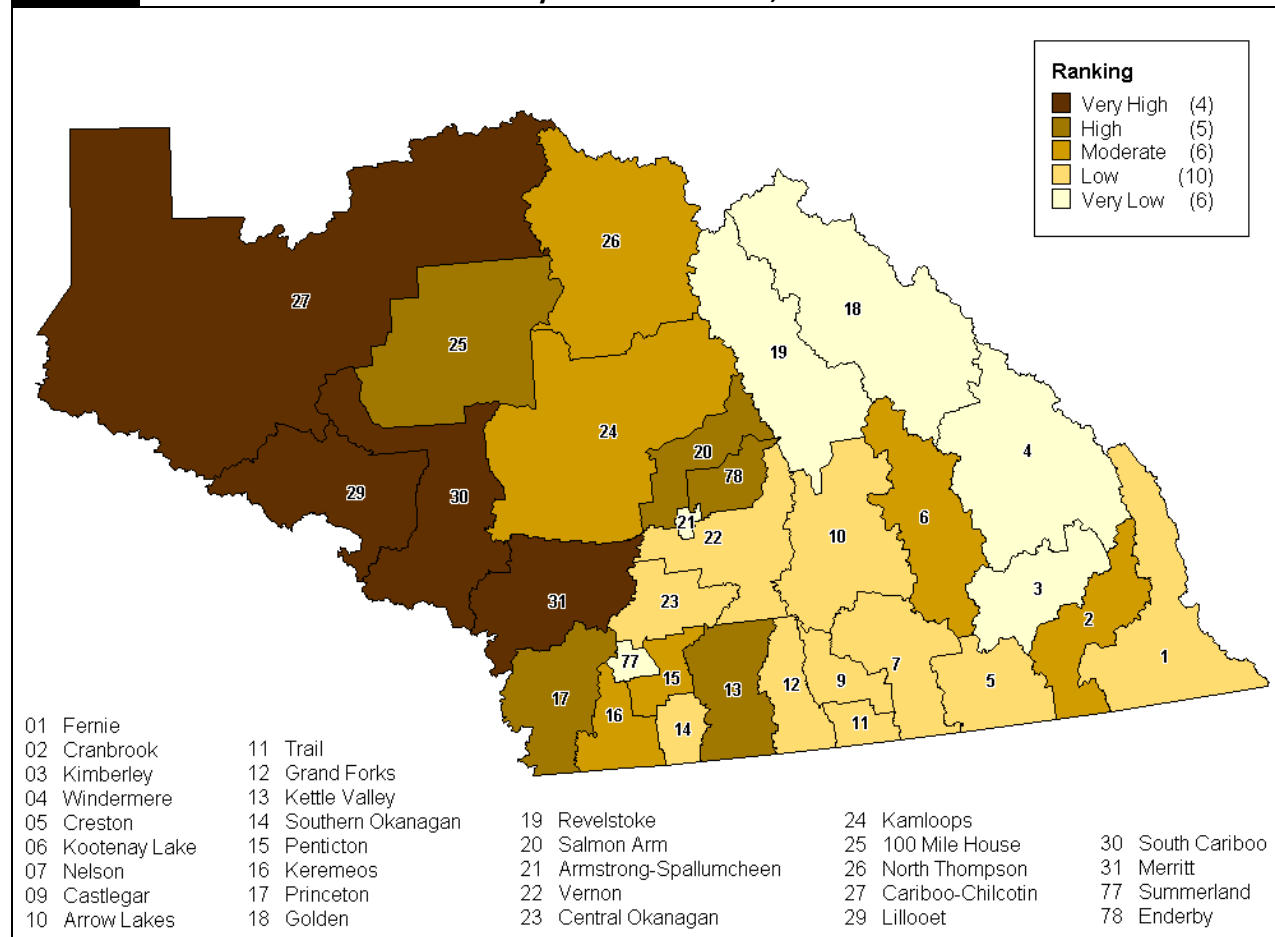 Ranking
Very High (4)
High (5)
Moderate (6)
Low (10)
Very Low (6)
26
27
18
25
19
24
20
4
78
29
30
21
22
6
10
31
23
3
2
77
7
1
15
9
5
12
13
17
16
14
11
01 Fernie
02 Cranbrook
03 Kimberley
04 Windermere
05 Creston
06 Kootenay Lake
07 Nelson
09 Castlegar
10 Arrow Lakes
11 Trail
12 Grand Forks
13 Kettle Valley
14 Southern Okanagan
15 Penticton
16 Keremeos
17 Princeton
18 Golden
19 Revelstoke
20 Salmon Arm
21 Armstrong-Spallumcheen
22 Vernon
23 Central Okanagan
24 Kamloops
25 100 Mile House
26 North Thompson
27 Cariboo-Chilcotin
29 Lillooet
30 South Cariboo
31 Merritt
77 Summerland
78 Enderby